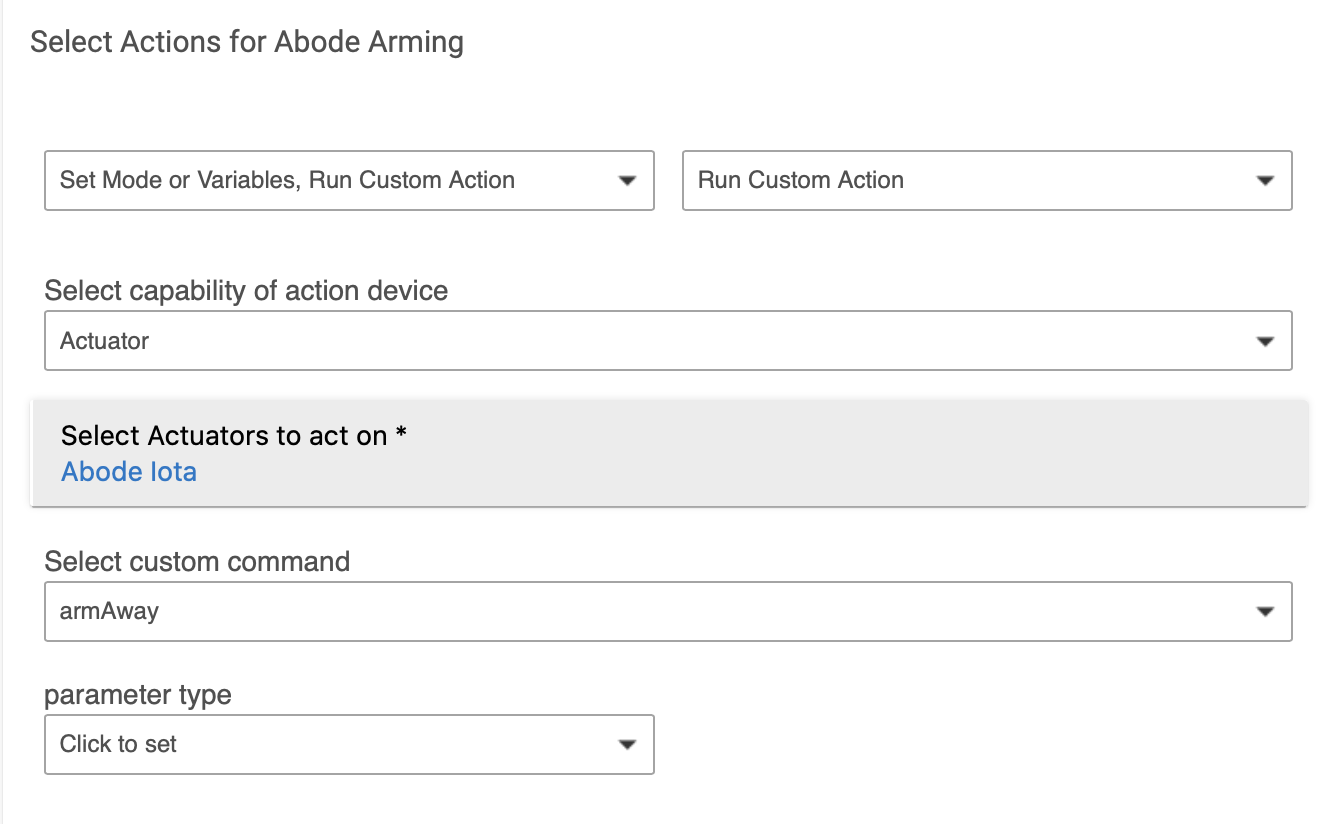 Select Actions for Abode Arming
Set Mode or Variables, Run Custom Action
Run Custom Action
Select capability of action device
Actuator
Select Actuators to act on *
Abode Iota
Select custom command
armAway
parameter type
Click to set